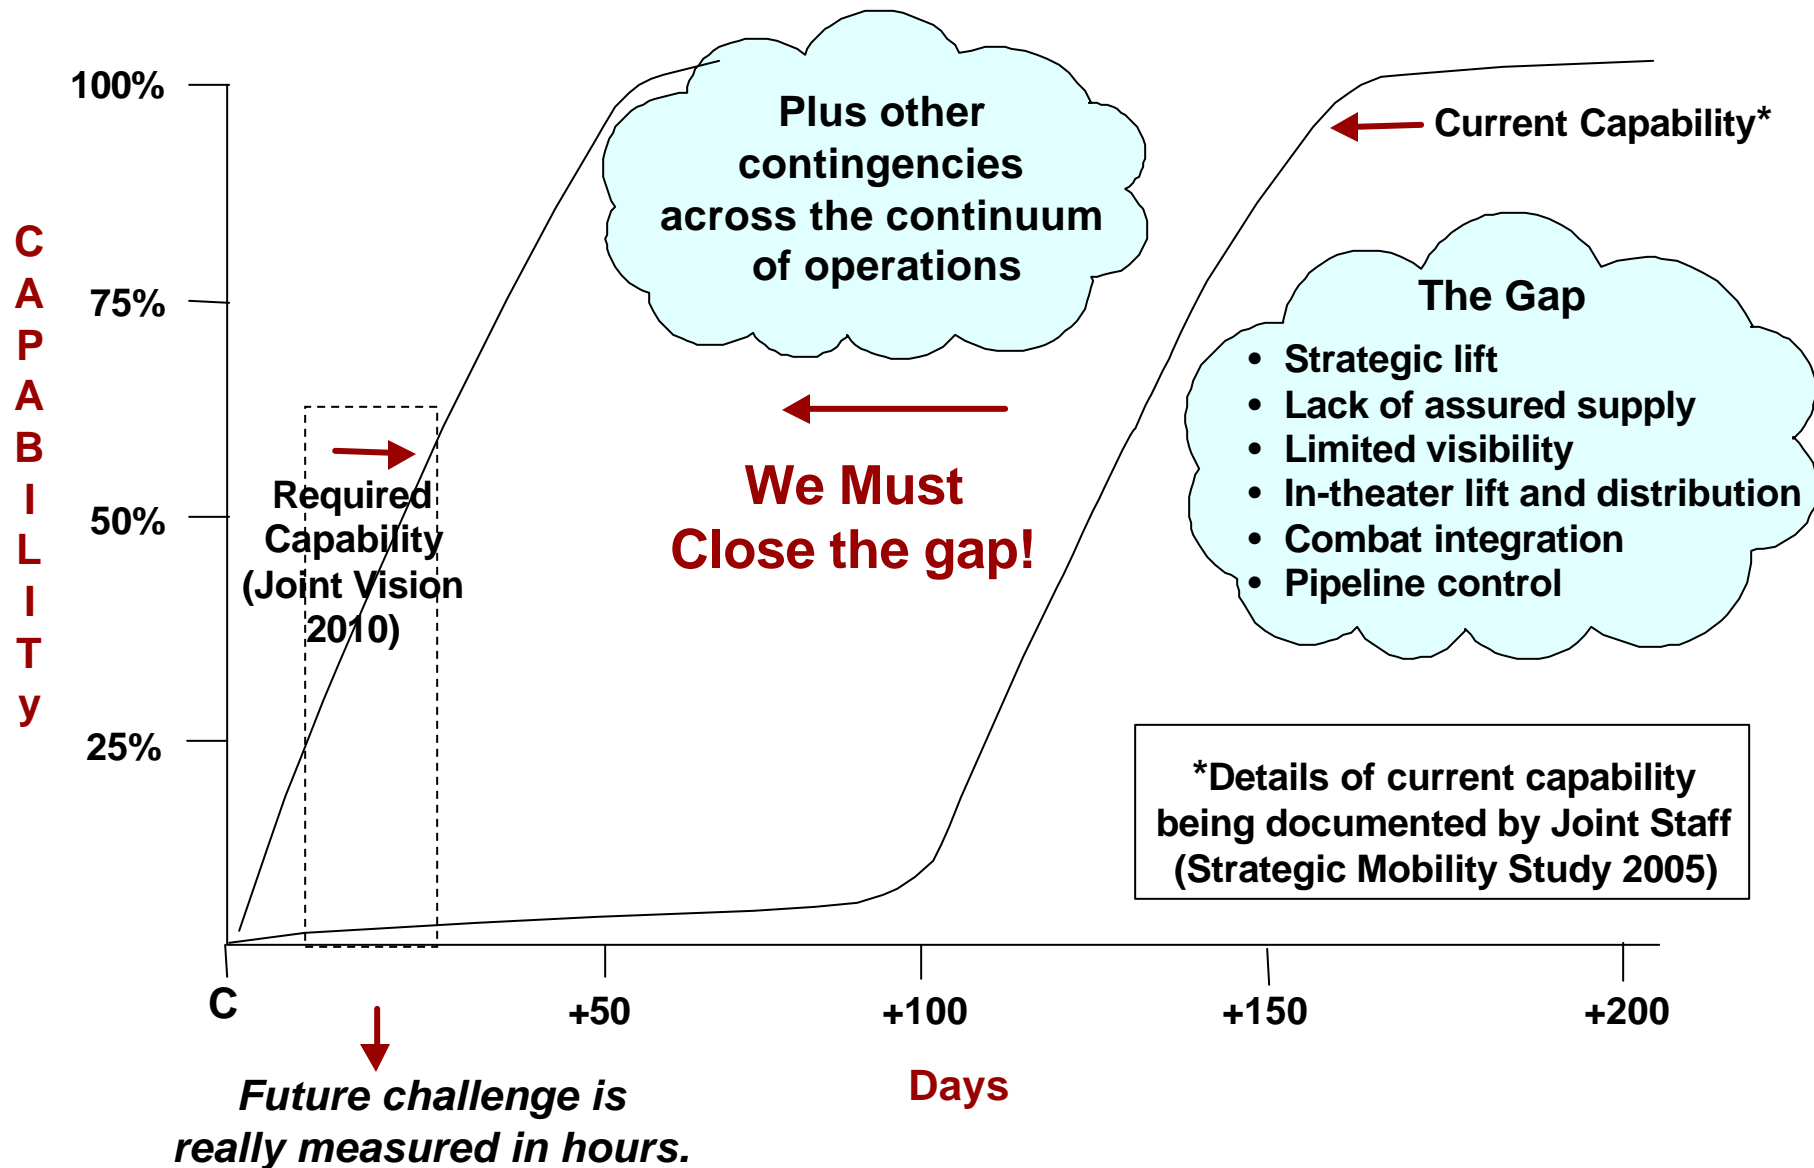 100%
75%
50%
25%
C
A
P
A
B
I
L
I
T
y
Plus other
contingencies
across the continuum
of operations
Current Capability*
The Gap
• Strategic lift
• Lack of assured supply
• Limited visibility
• In-theater lift and distribution
• Combat integration
• Pipeline control
Required
Capability
(Joint Vision
2010)
We Must
Close the gap!
*Details of current capability
being documented by Joint Staff
(Strategic Mobility Study 2005)
C
+50
+100
+150
+200
Days
Future challenge is
really measured in hours.